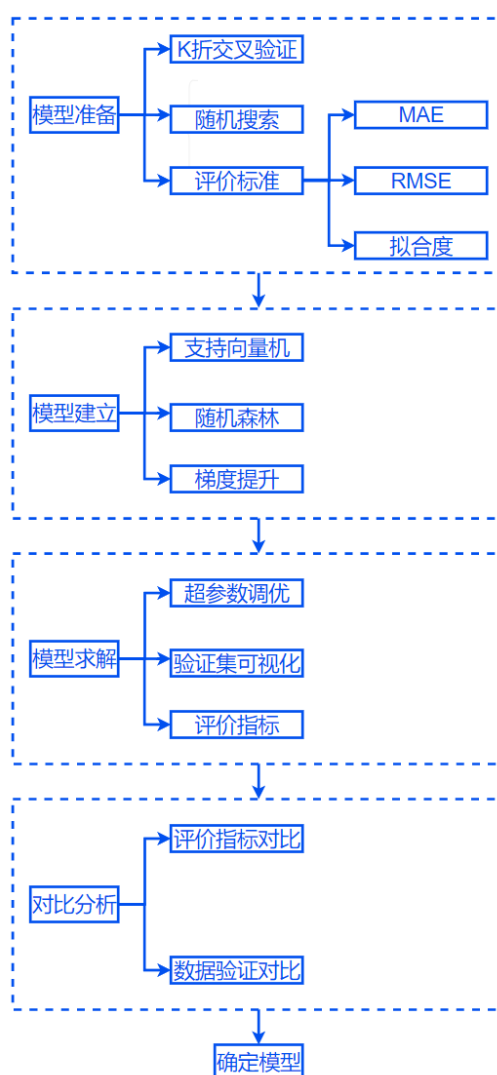 K折交叉验证
模型准备
随机搜索
MAE
评价标准
RMSE
拟合度
支持向量机
模型建立
随机森林
梯度提升
超参数调优
模型求解
验证集可视化
评价指标
评价指标对比
对比分析
数据验证对比
确定模型